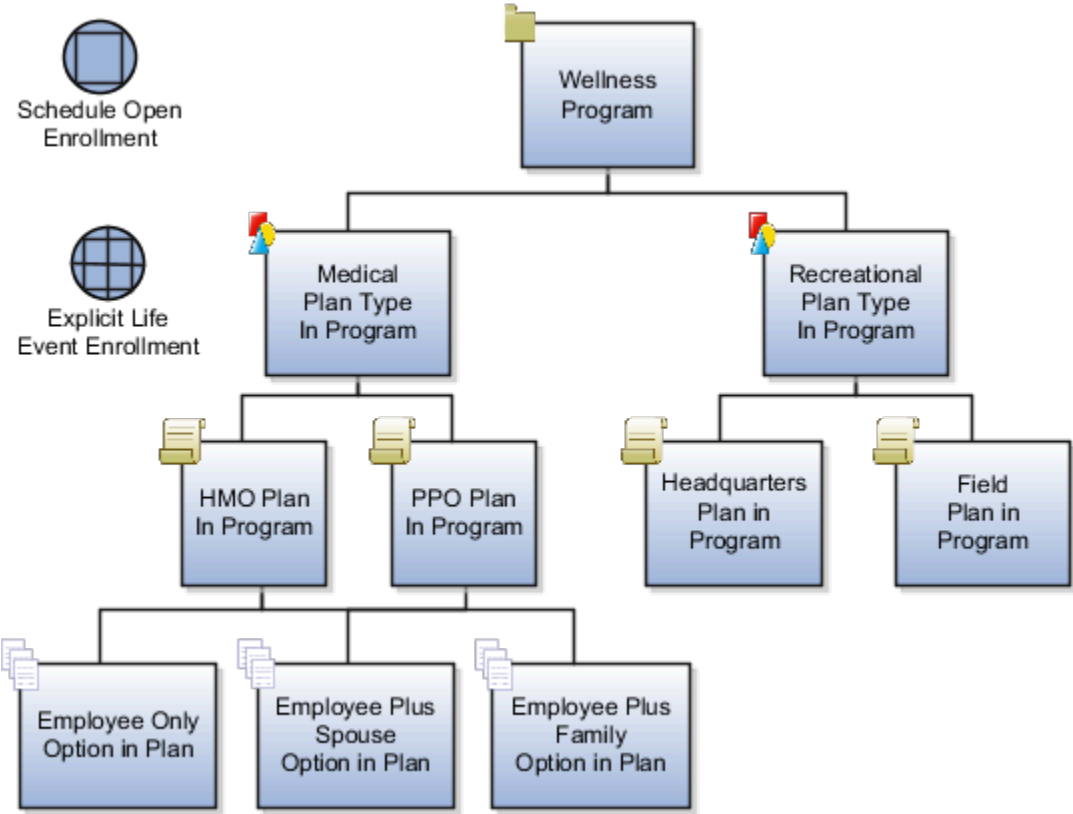 Wellness
Program
Schedule Open
Enrollment
Medical
Plan Type
In Program
Recreational
Plan Type
In Program
Explicit Life
Event Enrollment
HMO Plan
In Program
PPO Plan
In Program
Headquarters
Plan in
Program
Field
Plan in
Program
Employee Only
Option in Plan
Employee Plus
Spouse
Option in Plan
Employee Plus
Family
Option in Plan